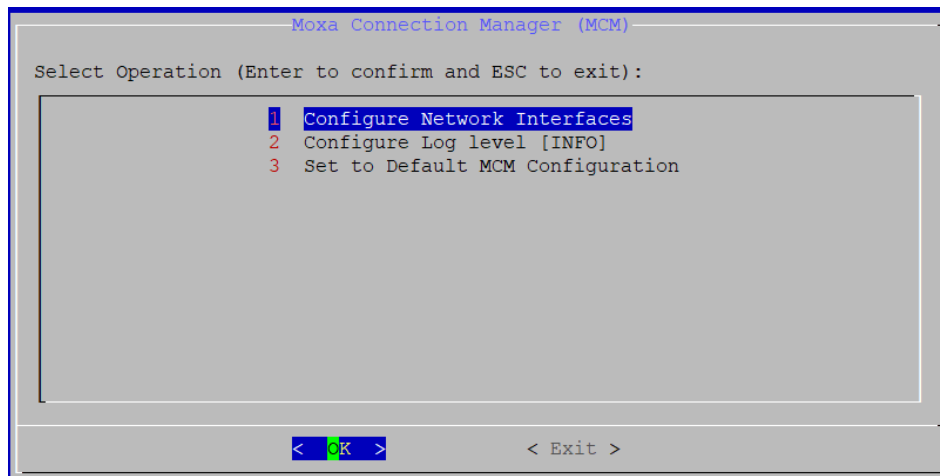 Moxa Connection Manager (MCM)
Select Operation (Enter to confirm and ESC to exit):
1 Configure Network Interfaces
2 Configure Log level [INFO]
3 Set to Default MCM Configuration
< OK > < Exit >